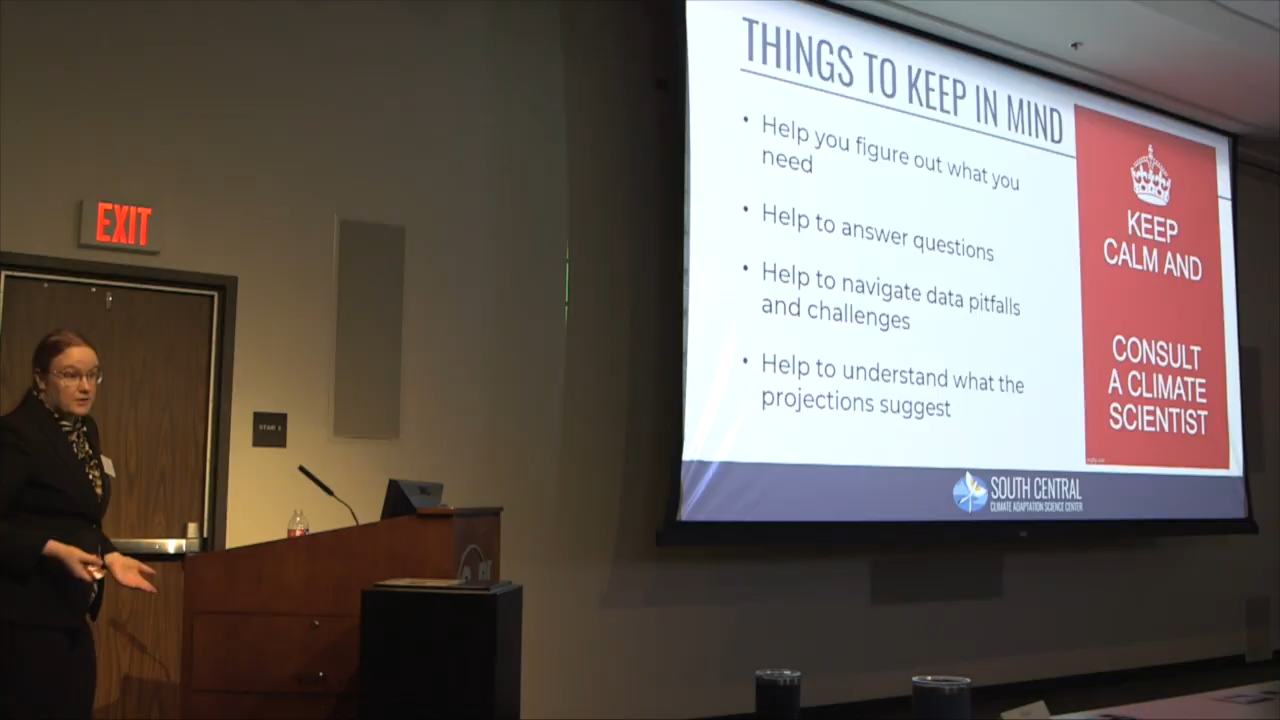 THINGS TO KEEP IN MIND
• Help you figure out what you
need
• Help to answer questions
• Help to navigate data pitfalls
and challenges
• Help to understand what the
projections suggest
KEEP
CALM AND
CONSULT
A CLIMATE
SCIENTIST
SOUTH CENTRAL
CLIMATE ADAPTATION SCIENCE CENTER
EXIT